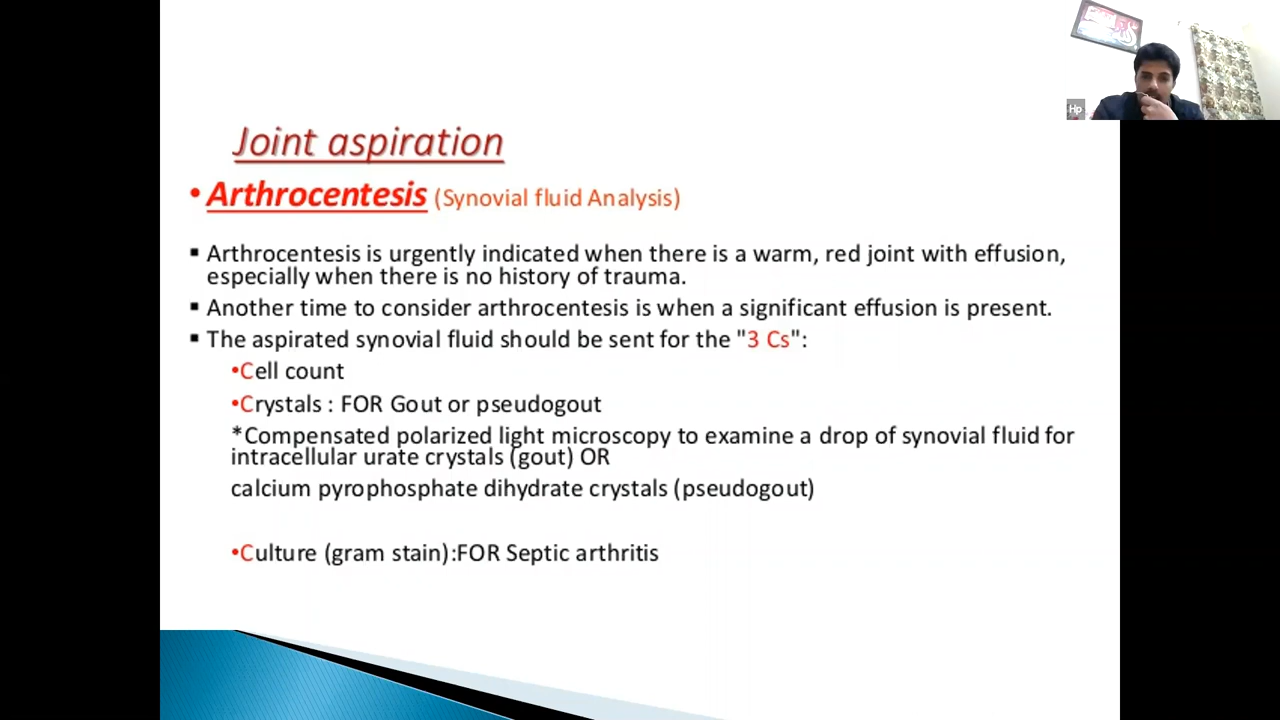 Hp
Joint aspiration
• Arthrocentesis (Synovial fluid Analysis)
▪ Arthrocentesis is urgently indicated when there is a warm, red joint with effusion,
especially when there is no history of trauma.
▪ Another time to consider arthrocentesis is when a significant effusion is present.
▪ The aspirated synovial fluid should be sent for the "3 Cs":
•Cell count
•Crystals : FOR Gout or pseudogout
*Compensated polarized light microscopy to examine a drop of synovial fluid for
intracellular urate crystals (gout) OR
calcium pyrophosphate dihydrate crystals (pseudogout)
•Culture (gram stain):FOR Septic arthritis